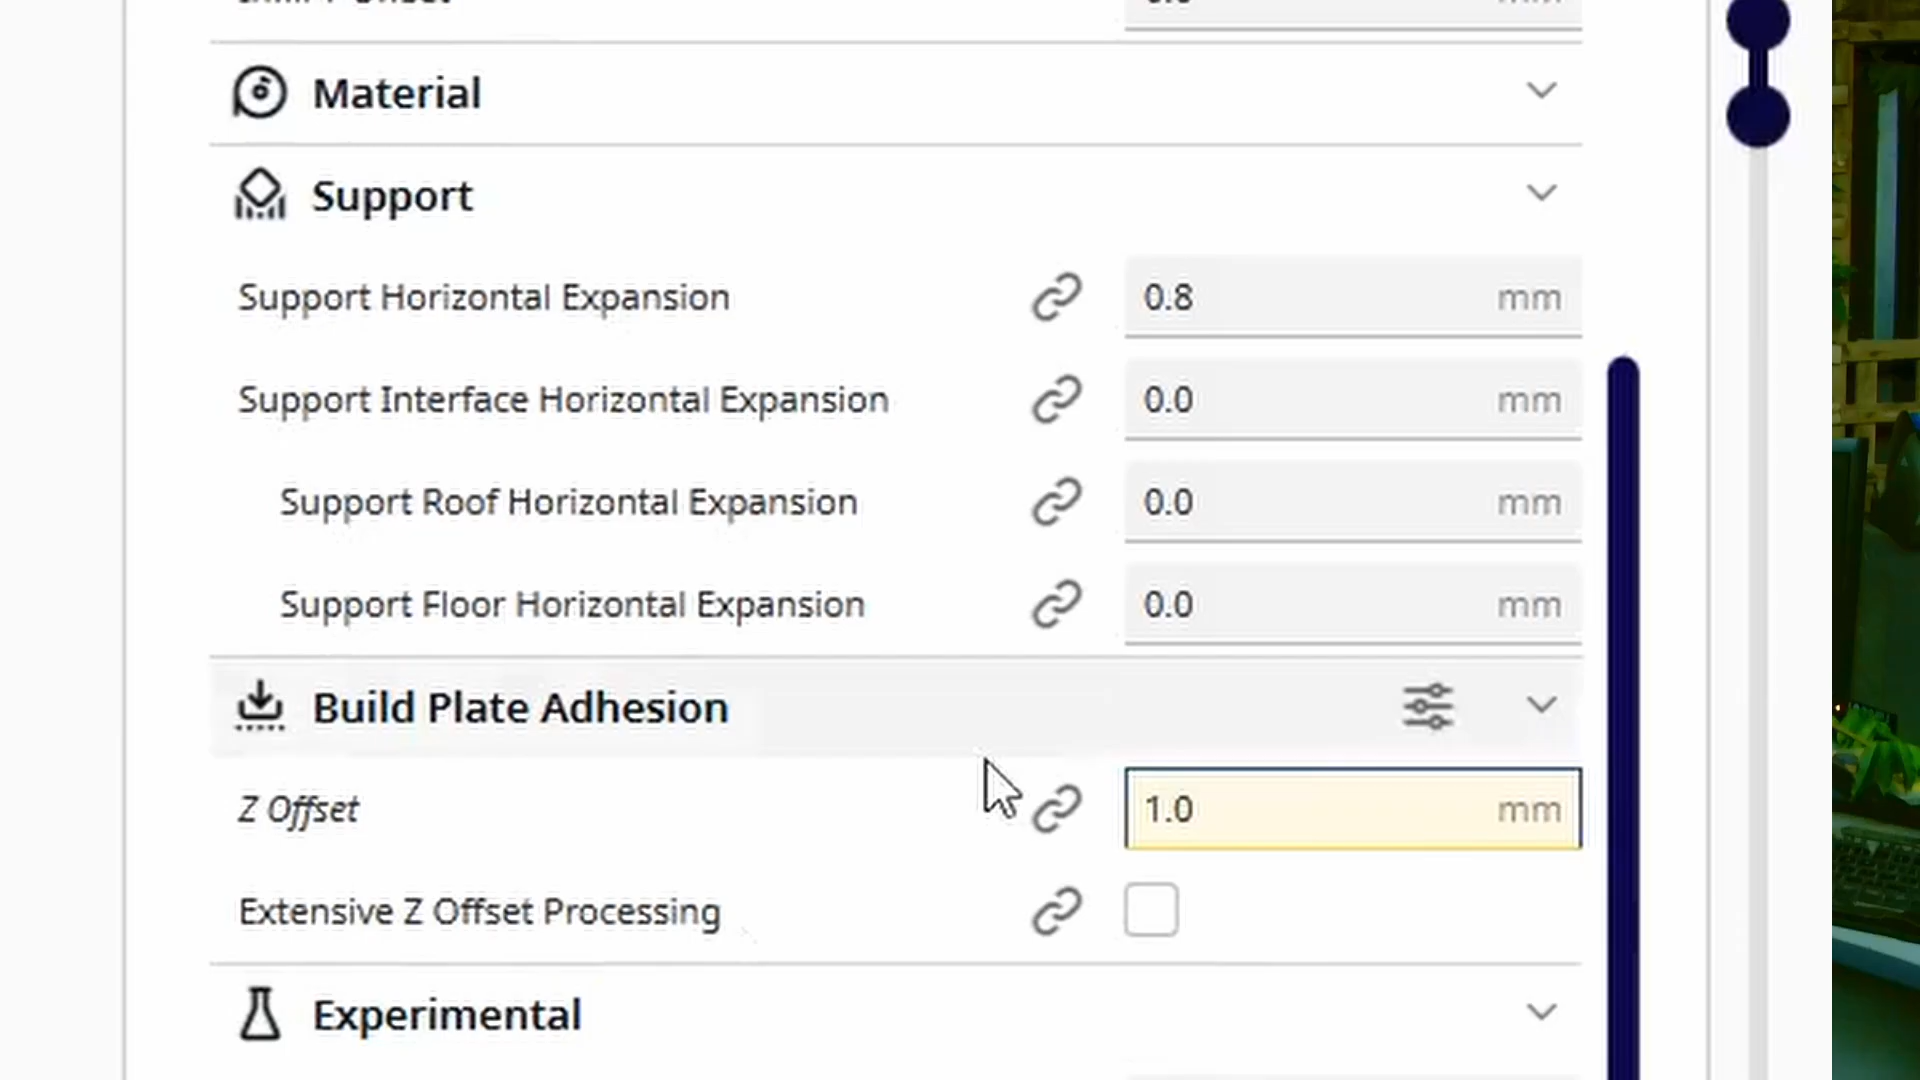 Material
Support
Support Horizontal Expansion 0.8 mm
Support Interface Horizontal Expansion 0.0 mm
Support Roof Horizontal Expansion 0.0 mm
Support Floor Horizontal Expansion 0.0 mm
Build Plate Adhesion
Z Offset 1.0 mm
Extensive Z Offset Processing
Experimental